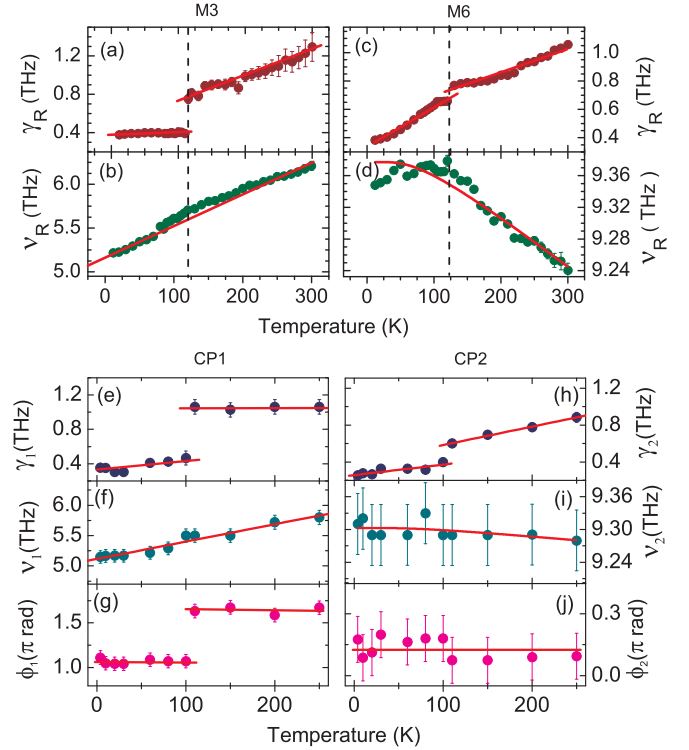 M3 M6
(a) (c)
1.2 0.8 0.4
γR (THz)
1.0 0.8 0.6 0.4
γR (THz)
(b) (d)
6.0 5.5 5.0
νR (THz)
9.36 9.32 9.28 9.24
νR ( THz)
0 100 200 300 0 100 200 300
Temperature (K)
CP1 CP2
(e) (h)
1.2 0.8 0.4
γ1(THz)
1.2 0.8 0.4
γ2(THz)
(f) (i)
6.0 5.5 5.0
ν1(THz)
9.36 9.30 9.24
ν2(THz)
(g) (j)
1.5 1.0
ϕ1(π rad)
0.3 0.0
ϕ2(π rad)
0 100 200 0 50 100 150 200
Temperature (K)